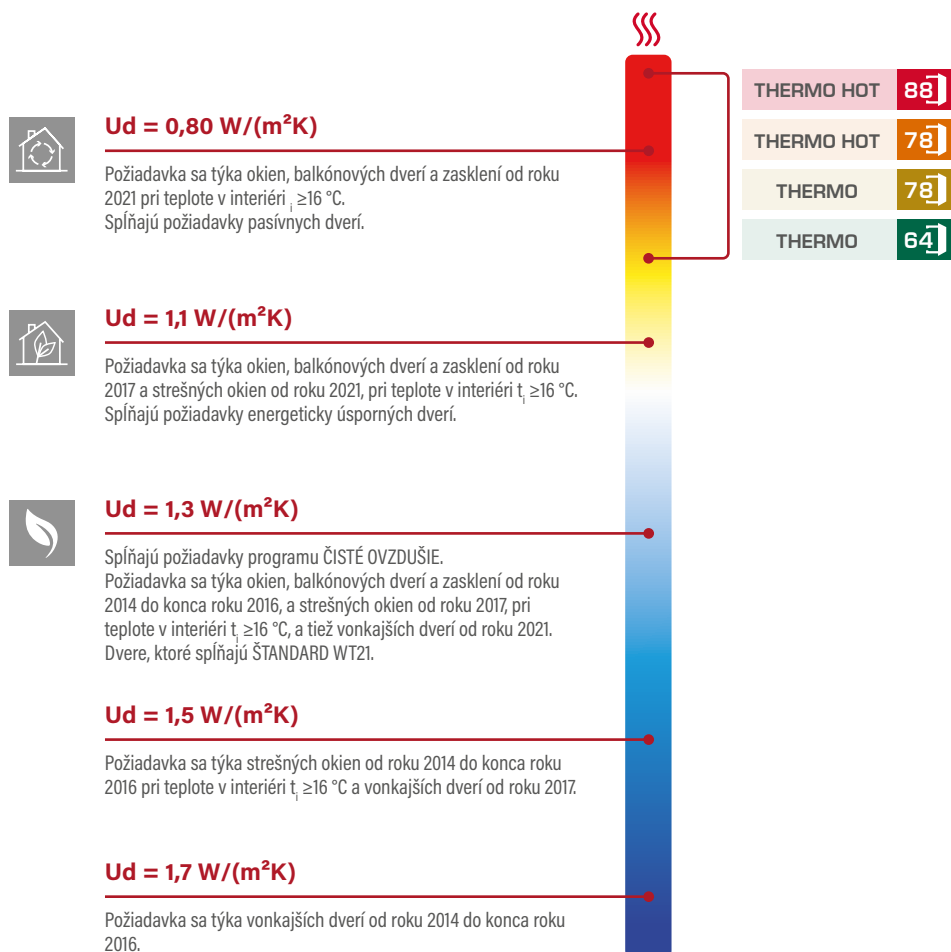 THERMO HOT 88
THERMO HOT 78
THERMO 78
THERMO 64
Ud = 0,80 W/(m²K)
Požiadavka sa týka okien, balkónových dverí a zasklení od roku
2021 pri teplote v interiéri ᵢ ≥16 °C.
Spĺňajú požiadavky pasívnych dverí.
Ud = 1,1 W/(m²K)
Požiadavka sa týka okien, balkónových dverí a zasklení od roku
2017 a strešných okien od roku 2021, pri teplote v interiéri tᵢ ≥16 °C.
Spĺňajú požiadavky energeticky úsporných dverí.
Ud = 1,3 W/(m²K)
Spĺňajú požiadavky programu ČISTÉ OVZDUŠIE.
Požiadavka sa týka okien, balkónových dverí a zasklení od roku
2014 do konca roku 2016, a strešných okien od roku 2017, pri
teplote v interiéri tᵢ ≥16 °C, a tiež vonkajších dverí od roku 2021.
Dvere, ktoré spĺňajú ŠTANDARD WT21.
Ud = 1,5 W/(m²K)
Požiadavka sa týka strešných okien od roku 2014 do konca roku
2016 pri teplote v interiéri tᵢ ≥16 °C a vonkajších dverí od roku 2017.
Ud = 1,7 W/(m²K)
Požiadavka sa týka vonkajších dverí od roku 2014 do konca roku
2016.